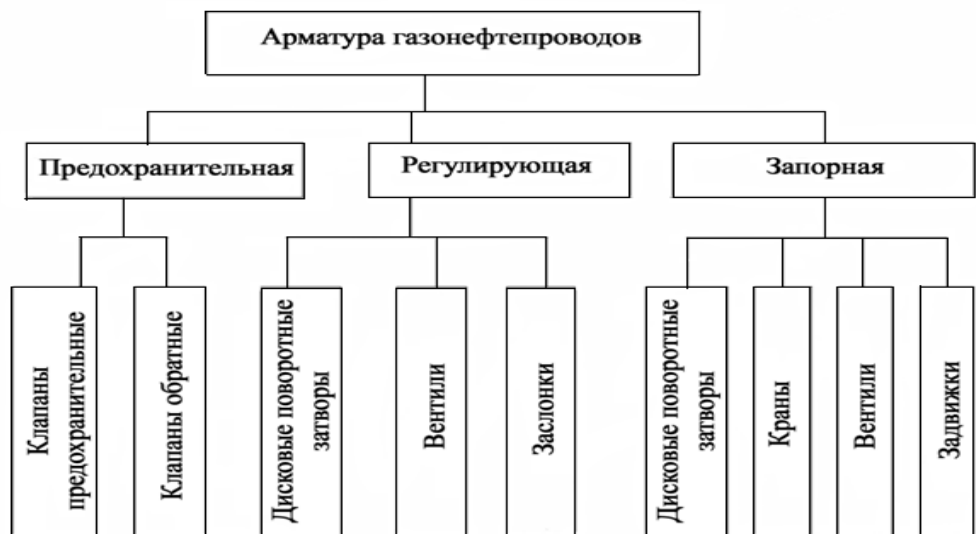 Арматура газонефтепроводов
Предохранительная
Регулирующая
Запорная
Клапаны
предохранительные
Клапаны обратные
Дисковые поворотные
затворы
Вентили
Заслонки
Дисковые поворотные
затворы
Краны
Вентили
Задвижки